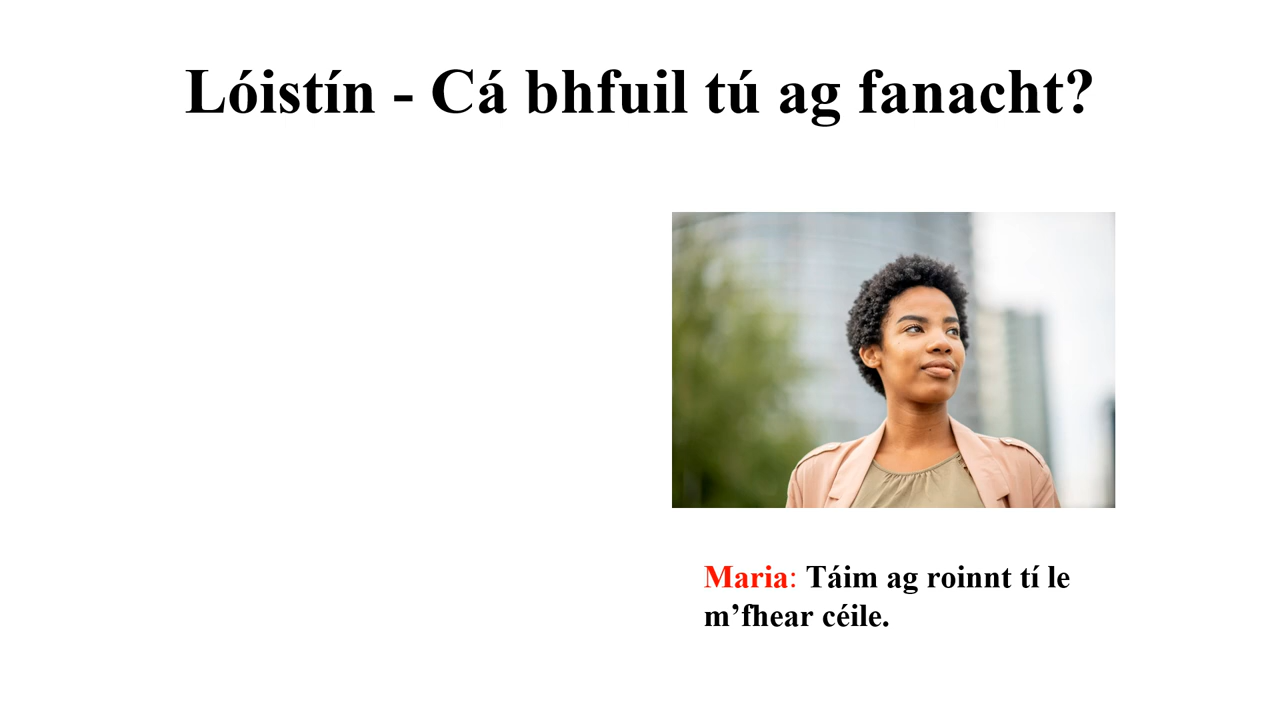 Lóistín - Cá bhfuil tú ag fanacht?
Maria: Táim ag roinnt tí le
m’fhear céile.